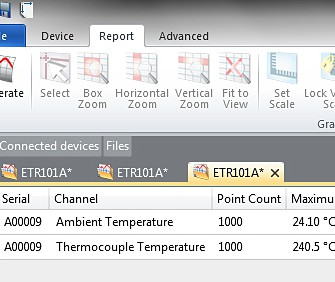 le Device Report Advanced
erate Select Box Zoom Horizontal Zoom Vertical Zoom Fit to View Set Scale Lock V Sca
Gra
Connected devices Files
ETR101A* ETR101A* ETR101A* ×
Serial Channel Point Count Maximu
A00009 Ambient Temperature 1000 24.10 °C
A00009 Thermocouple Temperature 1000 240.5 °C